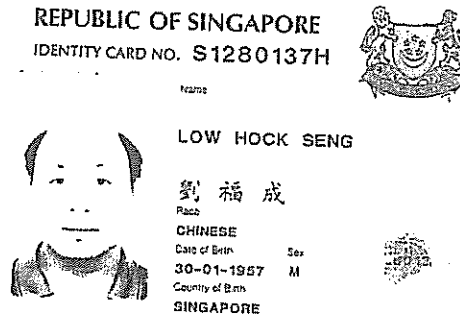 REPUBLIC OF SINGAPORE
IDENTITY CARD NO. S1280137H
Name
LOW HOCK SENG
劉福成
Race
CHINESE
Date of Birth Sex
30-01-1957 M
Country of Birth
SINGAPORE